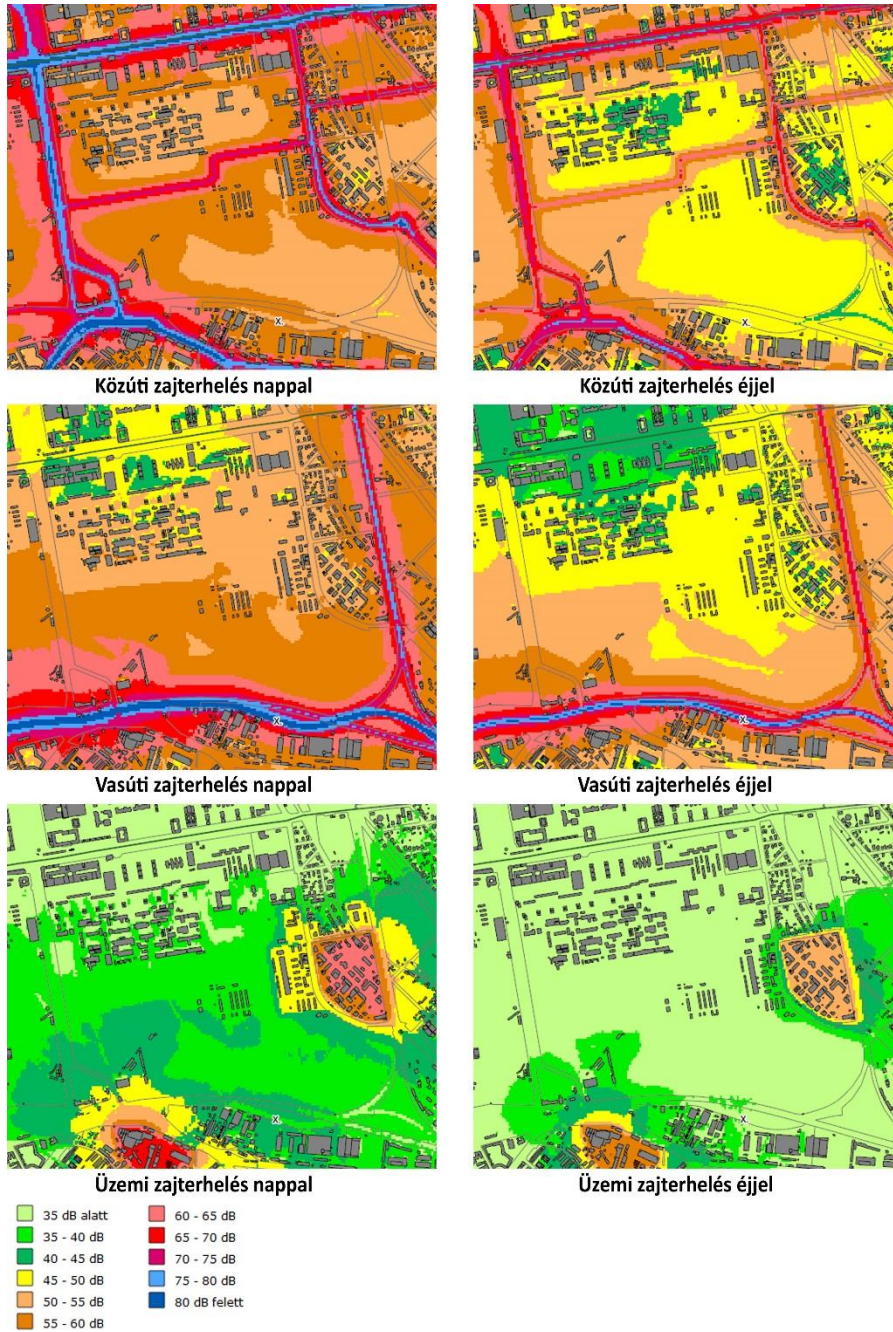 X.
X.
Közúti zajterhelés nappal
Közúti zajterhelés éjjel
X.
X.
Vasúti zajterhelés nappal
Vasúti zajterhelés éjjel
X.
X.
Üzemi zajterhelés nappal
Üzemi zajterhelés éjjel
35 dB alatt
35 - 40 dB
40 - 45 dB
45 - 50 dB
50 - 55 dB
55 - 60 dB
60 - 65 dB
65 - 70 dB
70 - 75 dB
75 - 80 dB
80 dB felett